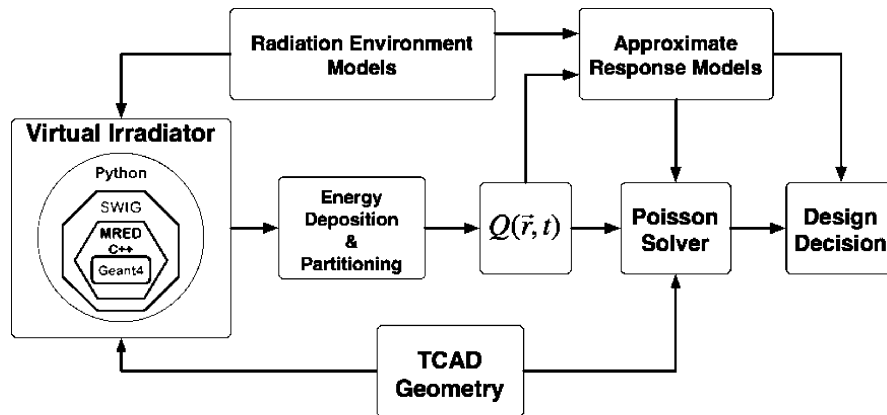 Radiation Environment
Models
Approximate
Response Models
Virtual Irradiator
Python
SWIG
MRED
C++
Geant4
Energy
Deposition
&
Partitioning
Q(r⃗, t)
Poisson
Solver
Design
Decision
TCAD
Geometry